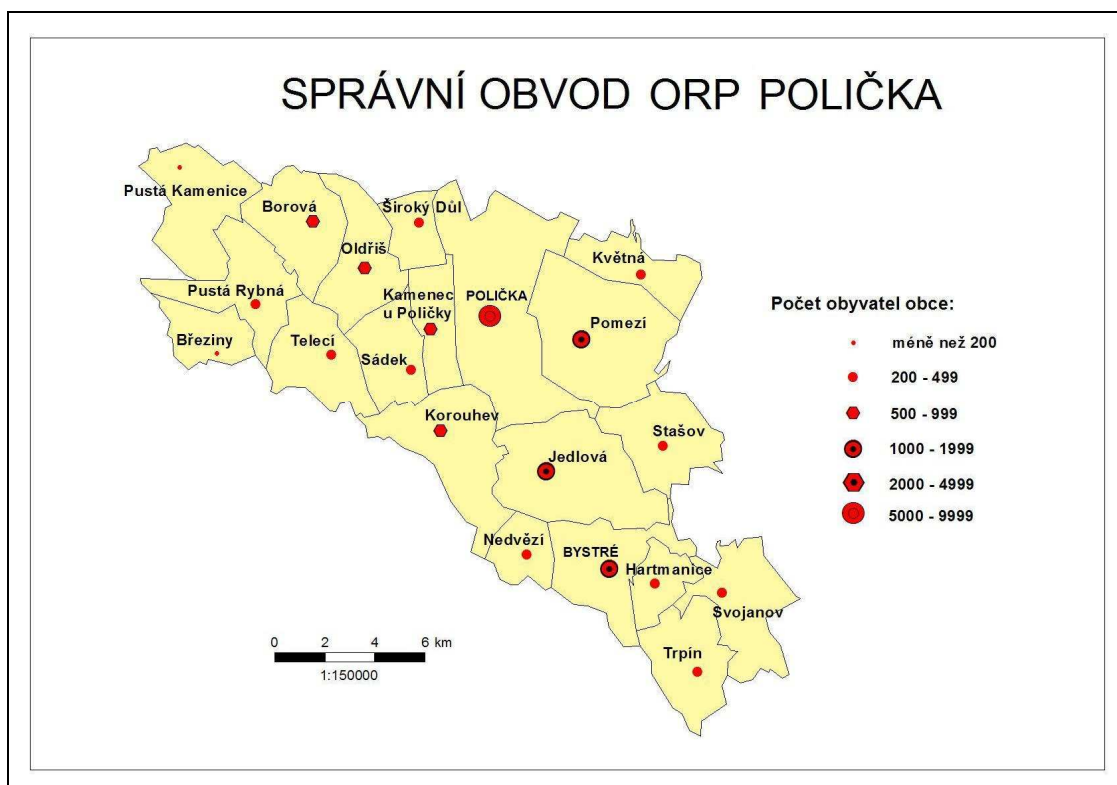 SPRÁVNÍ OBVOD ORP POLIČKA
Pustá Kamenice
Borová
Široký Důl
Oldřiš
Květná
Pustá Rybná
Kamenec
u Poličky
POLIČKA
Pomezí
Březiny
Telecí
Sádek
Korouhev
Stašov
Jedlová
Nedvězí
BYSTRÉ
Hartmanice
Svojanov
Trpín
Počet obyvatel obce:
méně než 200
200 - 499
500 - 999
1000 - 1999
2000 - 4999
5000 - 9999
0 2 4 6 km
1:150000